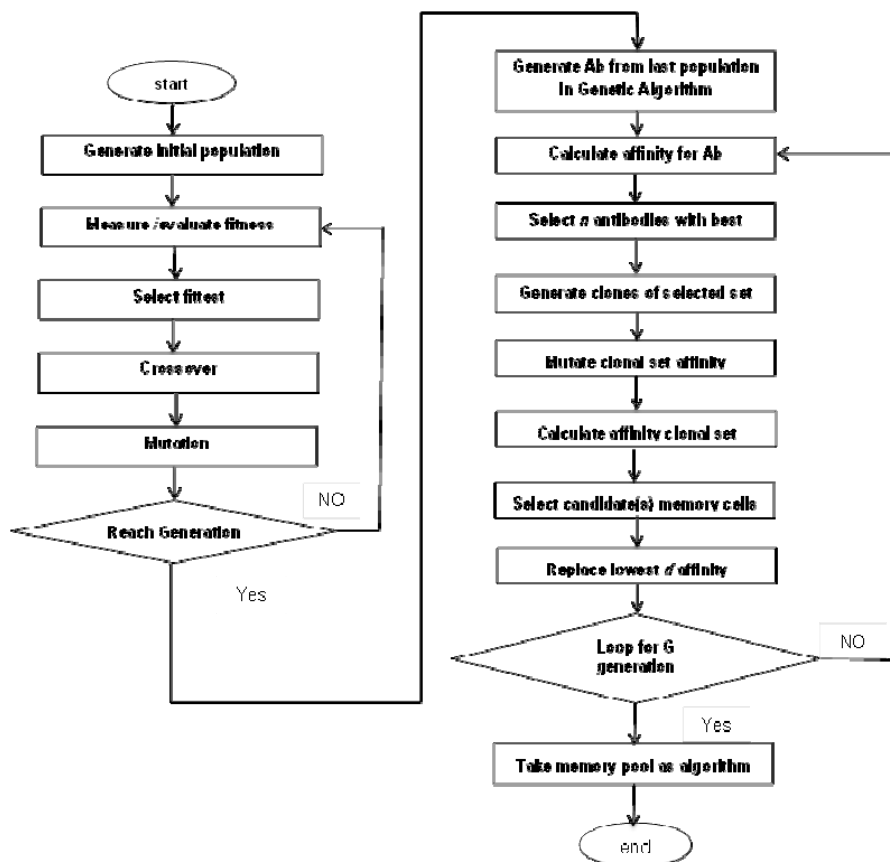 start
Generate initial population
Measure /evaluate fitness
Select fittest
Crossover
Mutation
NO
Reach Generation
Yes
Generate Ab from last population
in Genetic Algorithm
Calculate affinity for Ab
Select n antibodies with best
Generate clones of selected set
Mutate clonal set affinity
Calculate affinity clonal set
Select candidate(s) memory cells
Replace lowest d affinity
Loop for G
generation
NO
Yes
Take memory pool as algorithm
end